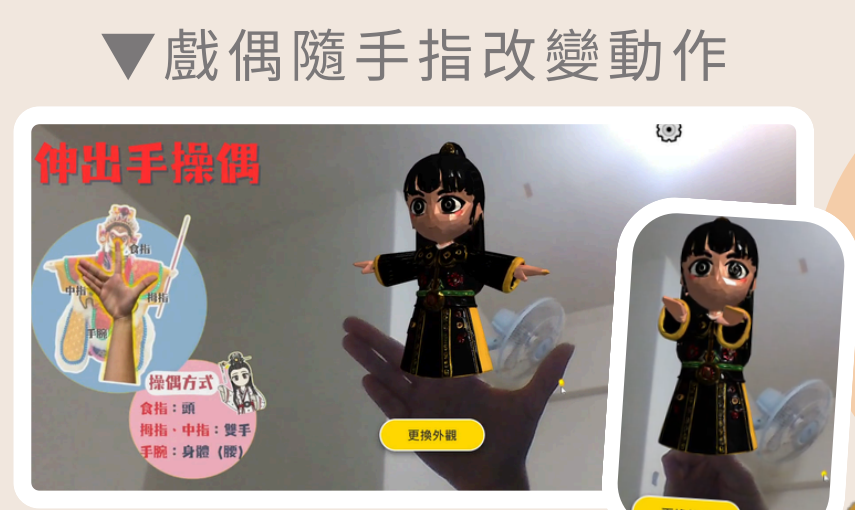 ▼戲偶隨手指改變動作
伸出手操偶
食指
中指
拇指
手腕
操偶方式
食指：頭
拇指、中指：雙手
手腕：身體（腰）
更換外觀